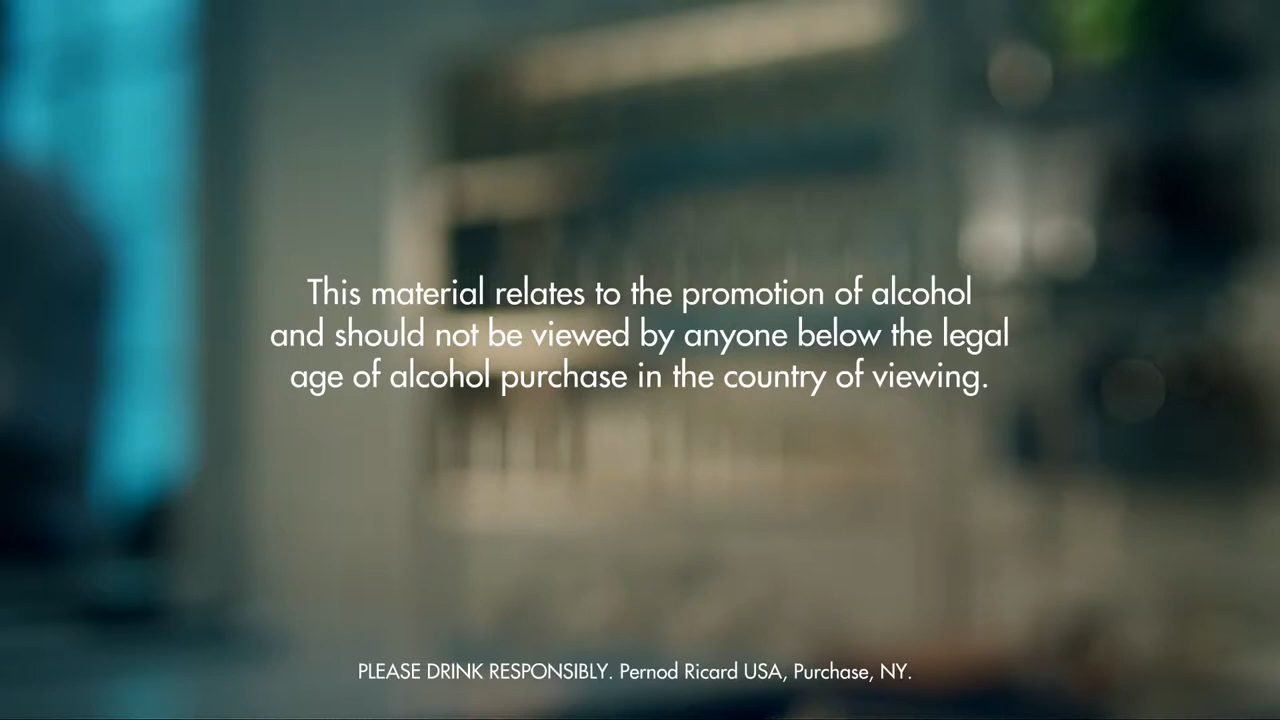 This material relates to the promotion of alcohol
and should not be viewed by anyone below the legal
age of alcohol purchase in the country of viewing.
PLEASE DRINK RESPONSIBLY. Pernod Ricard USA, Purchase, NY.